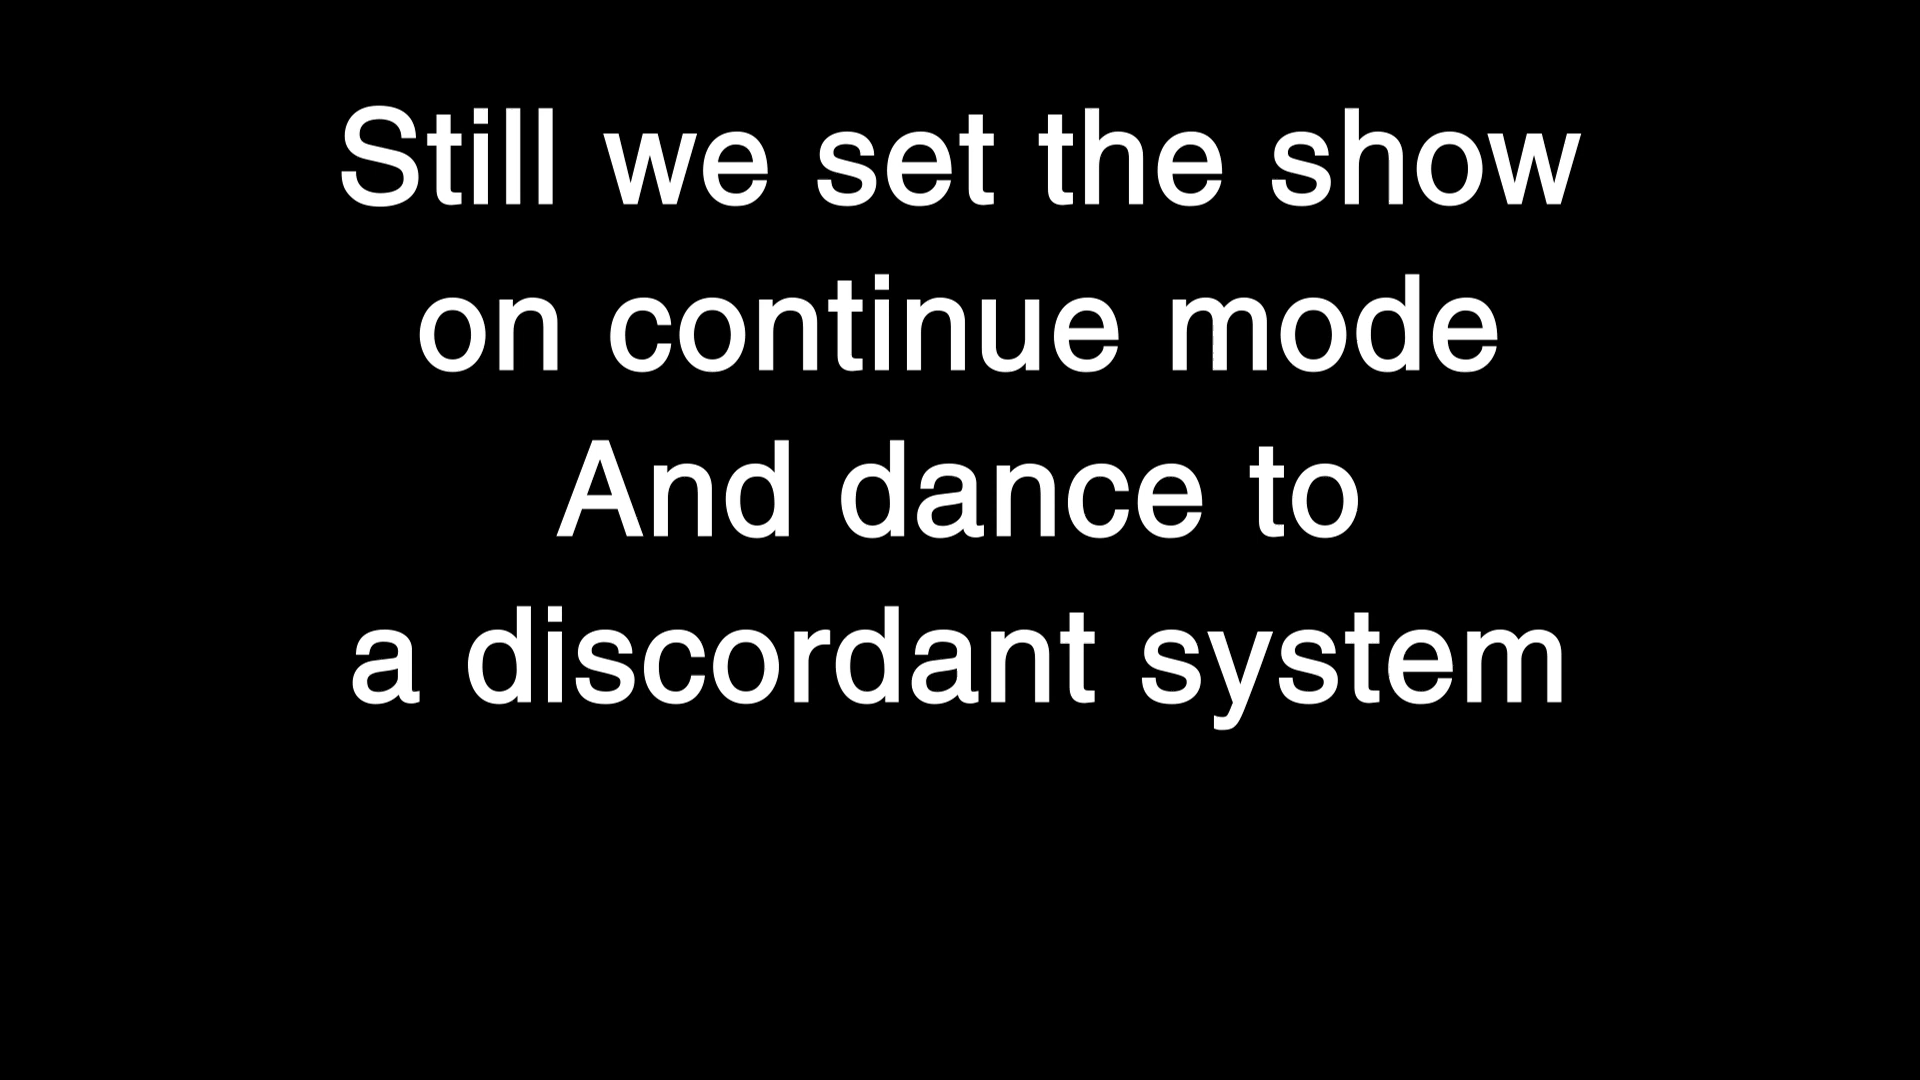 Still we set the show
on continue mode
And dance to
a discordant system